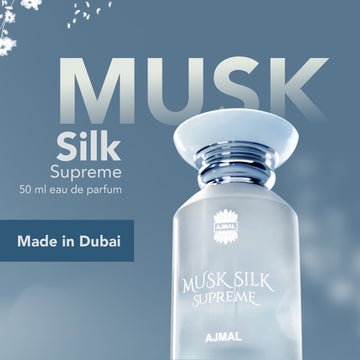 MUSK
Silk
Supreme
50 ml eau de parfum
Made in Dubai
AJMAL
MUSK SILK
SUPREME
AJMAL